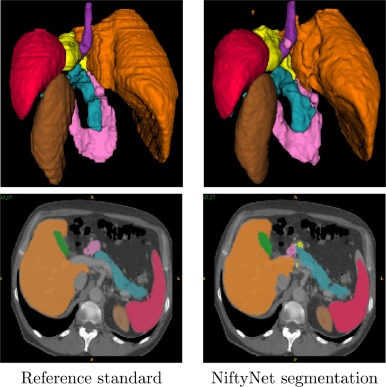 A
A
L
L
P
P
Reference standard
NiftyNet segmentation